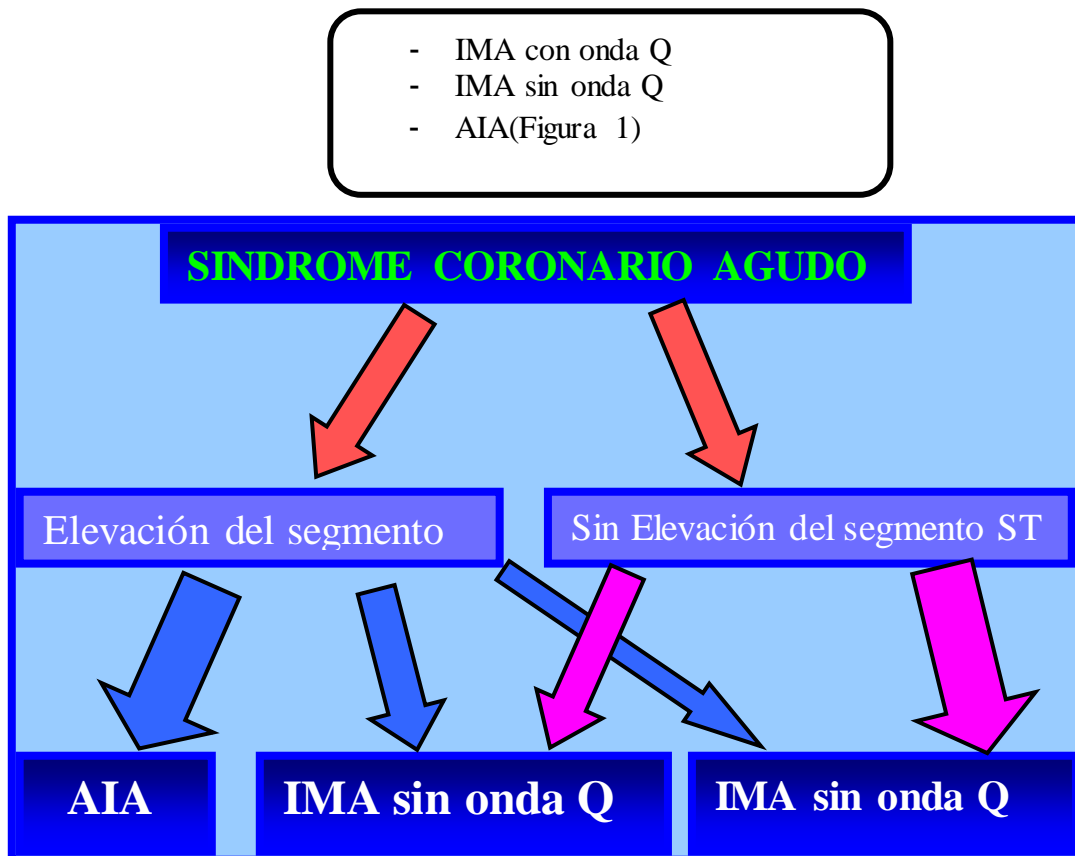 - IMA con onda Q
- IMA sin onda Q
- AIA(Figura 1)
SINDROME CORONARIO AGUDO
Elevación del segmento
Sin Elevación del segmento ST
AIA
IMA sin onda Q
IMA sin onda Q